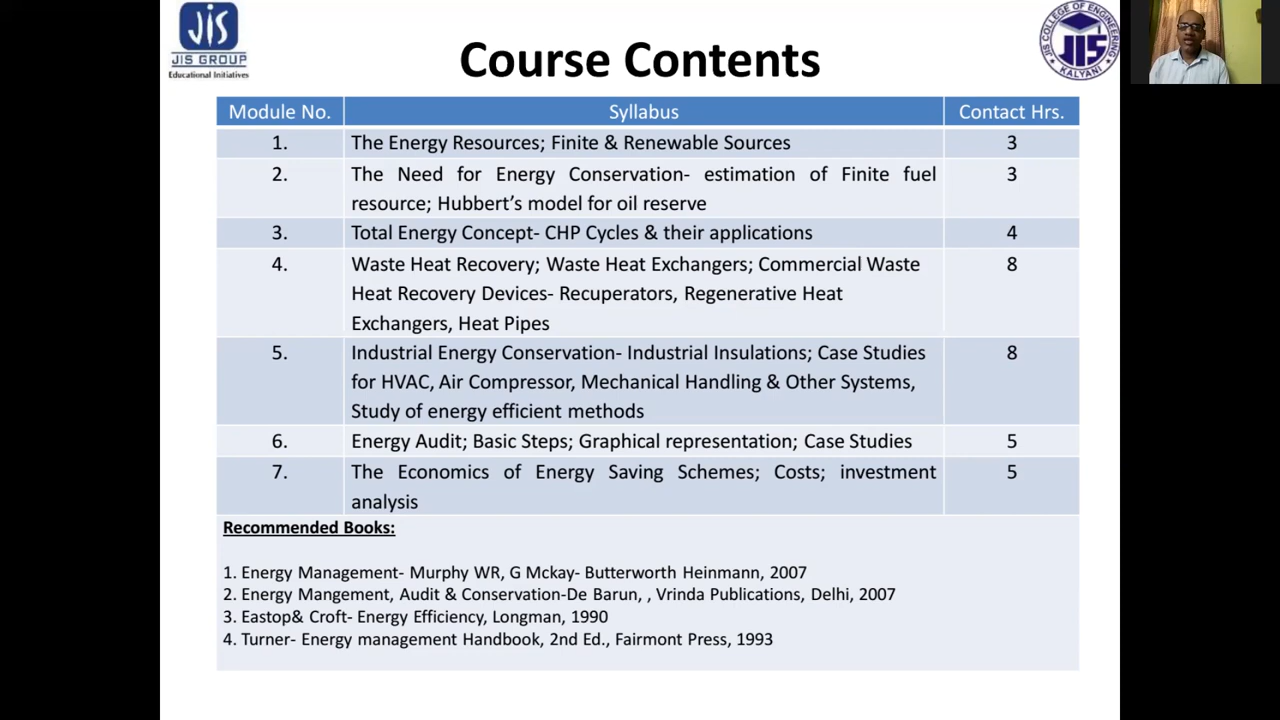 JIS
JIS GROUP
Educational Initiatives
Course Contents
JIS COLLEGE OF ENGINEERING
JIS
KALYANI
Module No. Syllabus Contact Hrs.
1. The Energy Resources; Finite & Renewable Sources 3
2. The Need for Energy Conservation- estimation of Finite fuel 3
resource; Hubbert’s model for oil reserve
3. Total Energy Concept- CHP Cycles & their applications 4
4. Waste Heat Recovery; Waste Heat Exchangers; Commercial Waste 8
Heat Recovery Devices- Recuperators, Regenerative Heat
Exchangers, Heat Pipes
5. Industrial Energy Conservation- Industrial Insulations; Case Studies 8
for HVAC, Air Compressor, Mechanical Handling & Other Systems,
Study of energy efficient methods
6. Energy Audit; Basic Steps; Graphical representation; Case Studies 5
7. The Economics of Energy Saving Schemes; Costs; investment 5
analysis
Recommended Books:
1. Energy Management- Murphy WR, G Mckay- Butterworth Heinmann, 2007
2. Energy Mangement, Audit & Conservation-De Barun, , Vrinda Publications, Delhi, 2007
3. Eastop& Croft- Energy Efficiency, Longman, 1990
4. Turner- Energy management Handbook, 2nd Ed., Fairmont Press, 1993